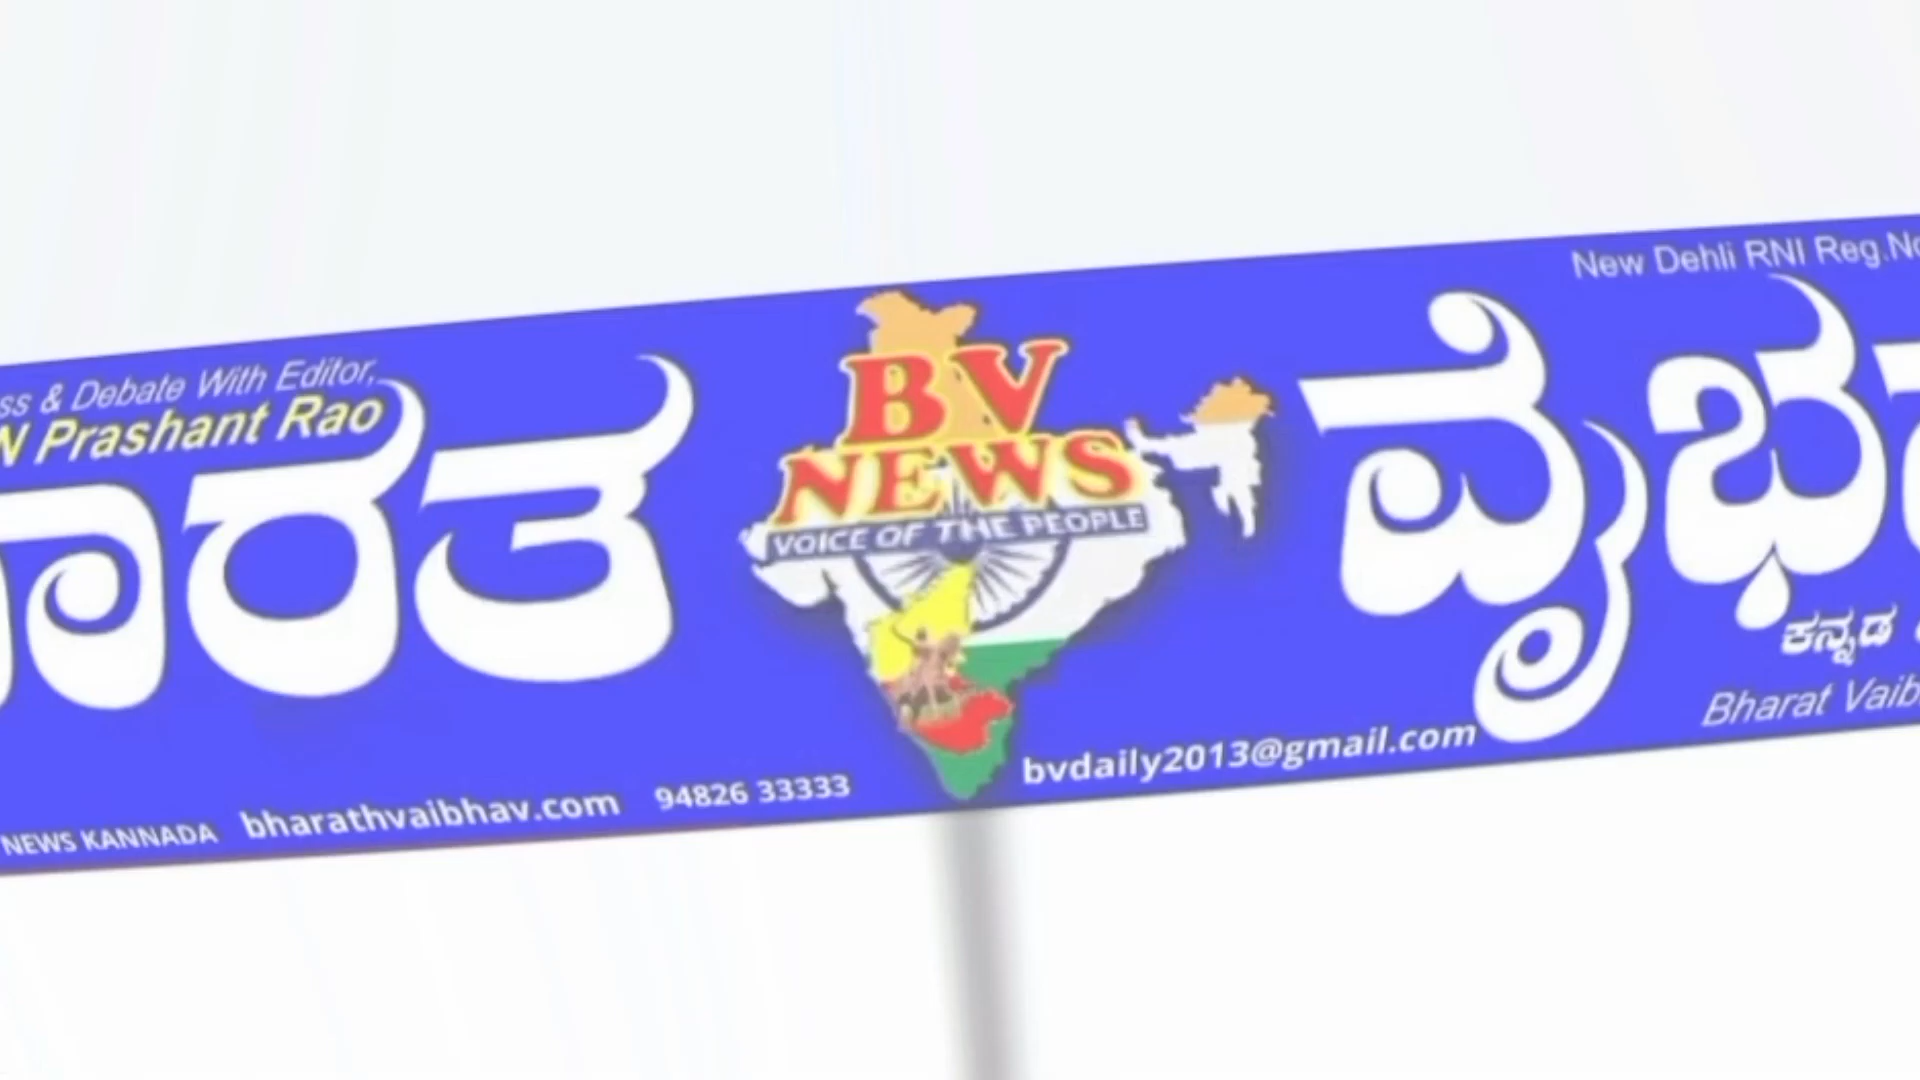 & Debate With Editor,
N Prashant Rao
ಭಾರತ
BV
NEWS
VOICE OF THE PEOPLE
New Dehli RNI Reg.No
ವೈಭವ
ಕನ್ನಡ
Bharat Vaib
NEWS KANNADA bharathvaibhav.com 94826 33333
bvdaily2013@gmail.com